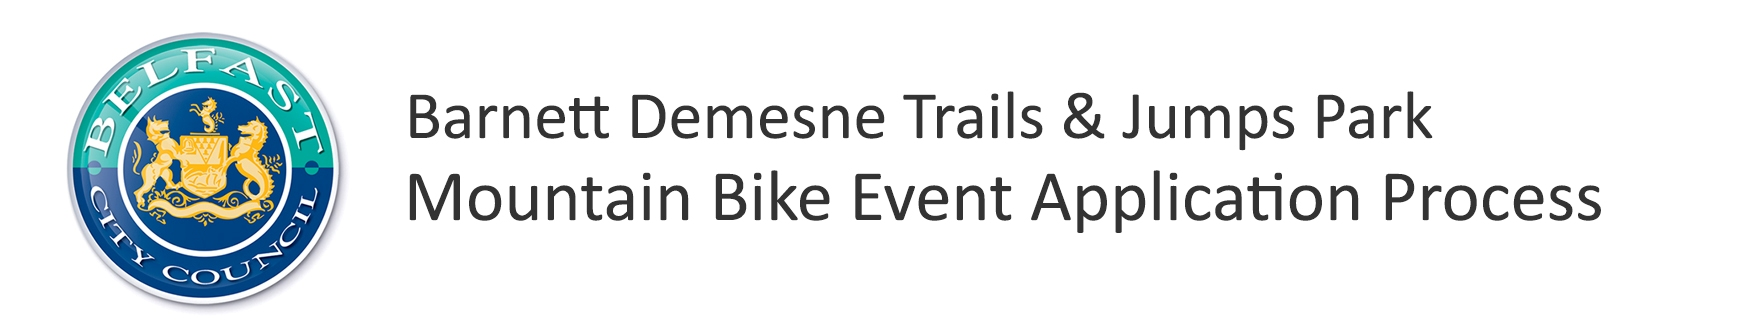 BELFAST
CITY COUNCIL
Barnett Demesne Trails & Jumps Park
Mountain Bike Event Application Process